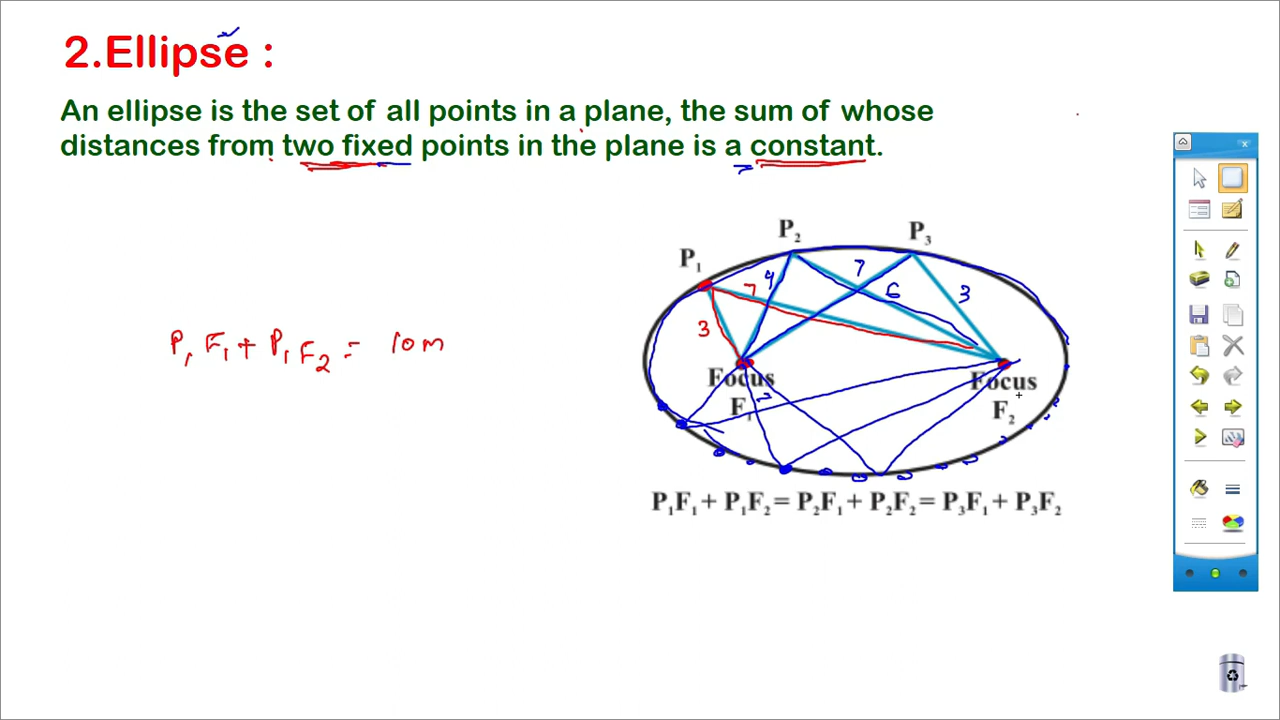 2.Ellipse :
An ellipse is the set of all points in a plane, the sum of whose
distances from two fixed points in the plane is a constant.
P₂
P₃
P₁
7
4
7
6
3
3
P₁F₁ + P₁F₂ = 10m
Focus
F₁
Focus
F₂
P₁F₁ + P₁F₂ = P₂F₁ + P₂F₂ = P₃F₁ + P₃F₂